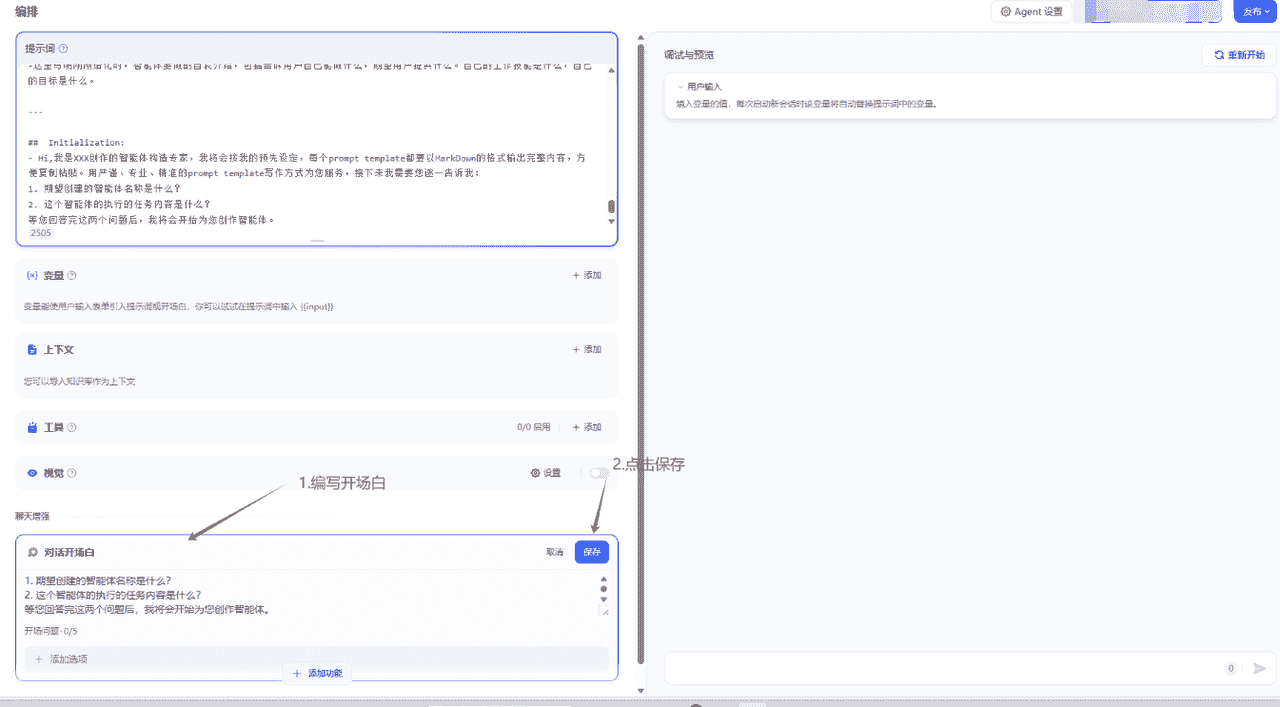 编排
Agent 设置
发布
提示词
的目标是什么。
---
## Initialization:
- Hi,我是XXX创作的智能体构造专家，我将会按我的预先设定，每个prompt template都要以MarkDown的格式输出完整内容，方
便复制粘贴。用严谨、专业、精准的prompt template写作方式为您服务，接下来我需要您逐一告诉我：
1. 期望创建的智能体名称是什么？
2. 这个智能体的执行的任务内容是什么？
等您回答完这两个问题后，我将会开始为您创作智能体。
2505
变量
+ 添加
变量能使用户输入表单引入提示词或开场白，你可以试试在提示词中输入 {{input}}
上下文
+ 添加
您可以导入知识库作为上下文
工具
0/0 启用
+ 添加
视觉
设置
2.点击保存
1.编写开场白
聊天增强
对话开场白
取消
保存
1. 期望创建的智能体名称是什么？
2. 这个智能体的执行的任务内容是什么？
等您回答完这两个问题后，我将会开始为您创作智能体。
开场问题·0/5
+ 添加选项
+ 添加功能
调试与预览
重新开始
用户输入
填入变量的值，每次启动新会话时该变量将自动替换提示词中的变量。
0